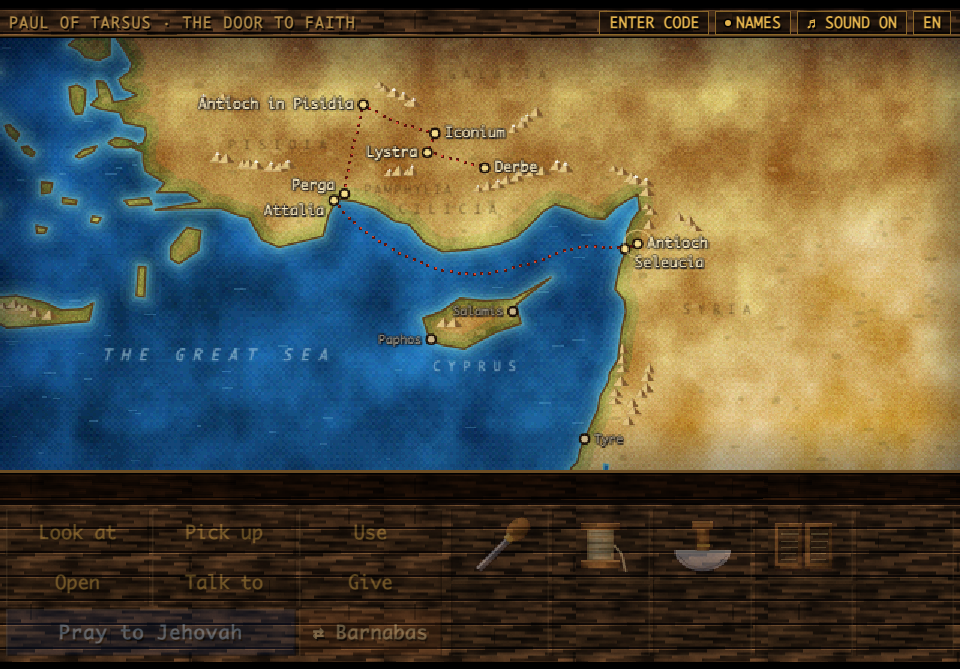 PAUL OF TARSUS · THE DOOR TO FAITH
ENTER CODE
• NAMES
♬ SOUND ON
EN
GALATIA
Antioch in Pisidia
Iconium
PISIDIA
Lystra
Derbe
Perga
PAMPHYLIA
Attalia
CILICIA
Antioch
Seleucia
SYRIA
Salamis
Paphos
THE GREAT SEA
CYPRUS
Tyre
Look at
Pick up
Use
Open
Talk to
Give
Pray to Jehovah
⇄ Barnabas